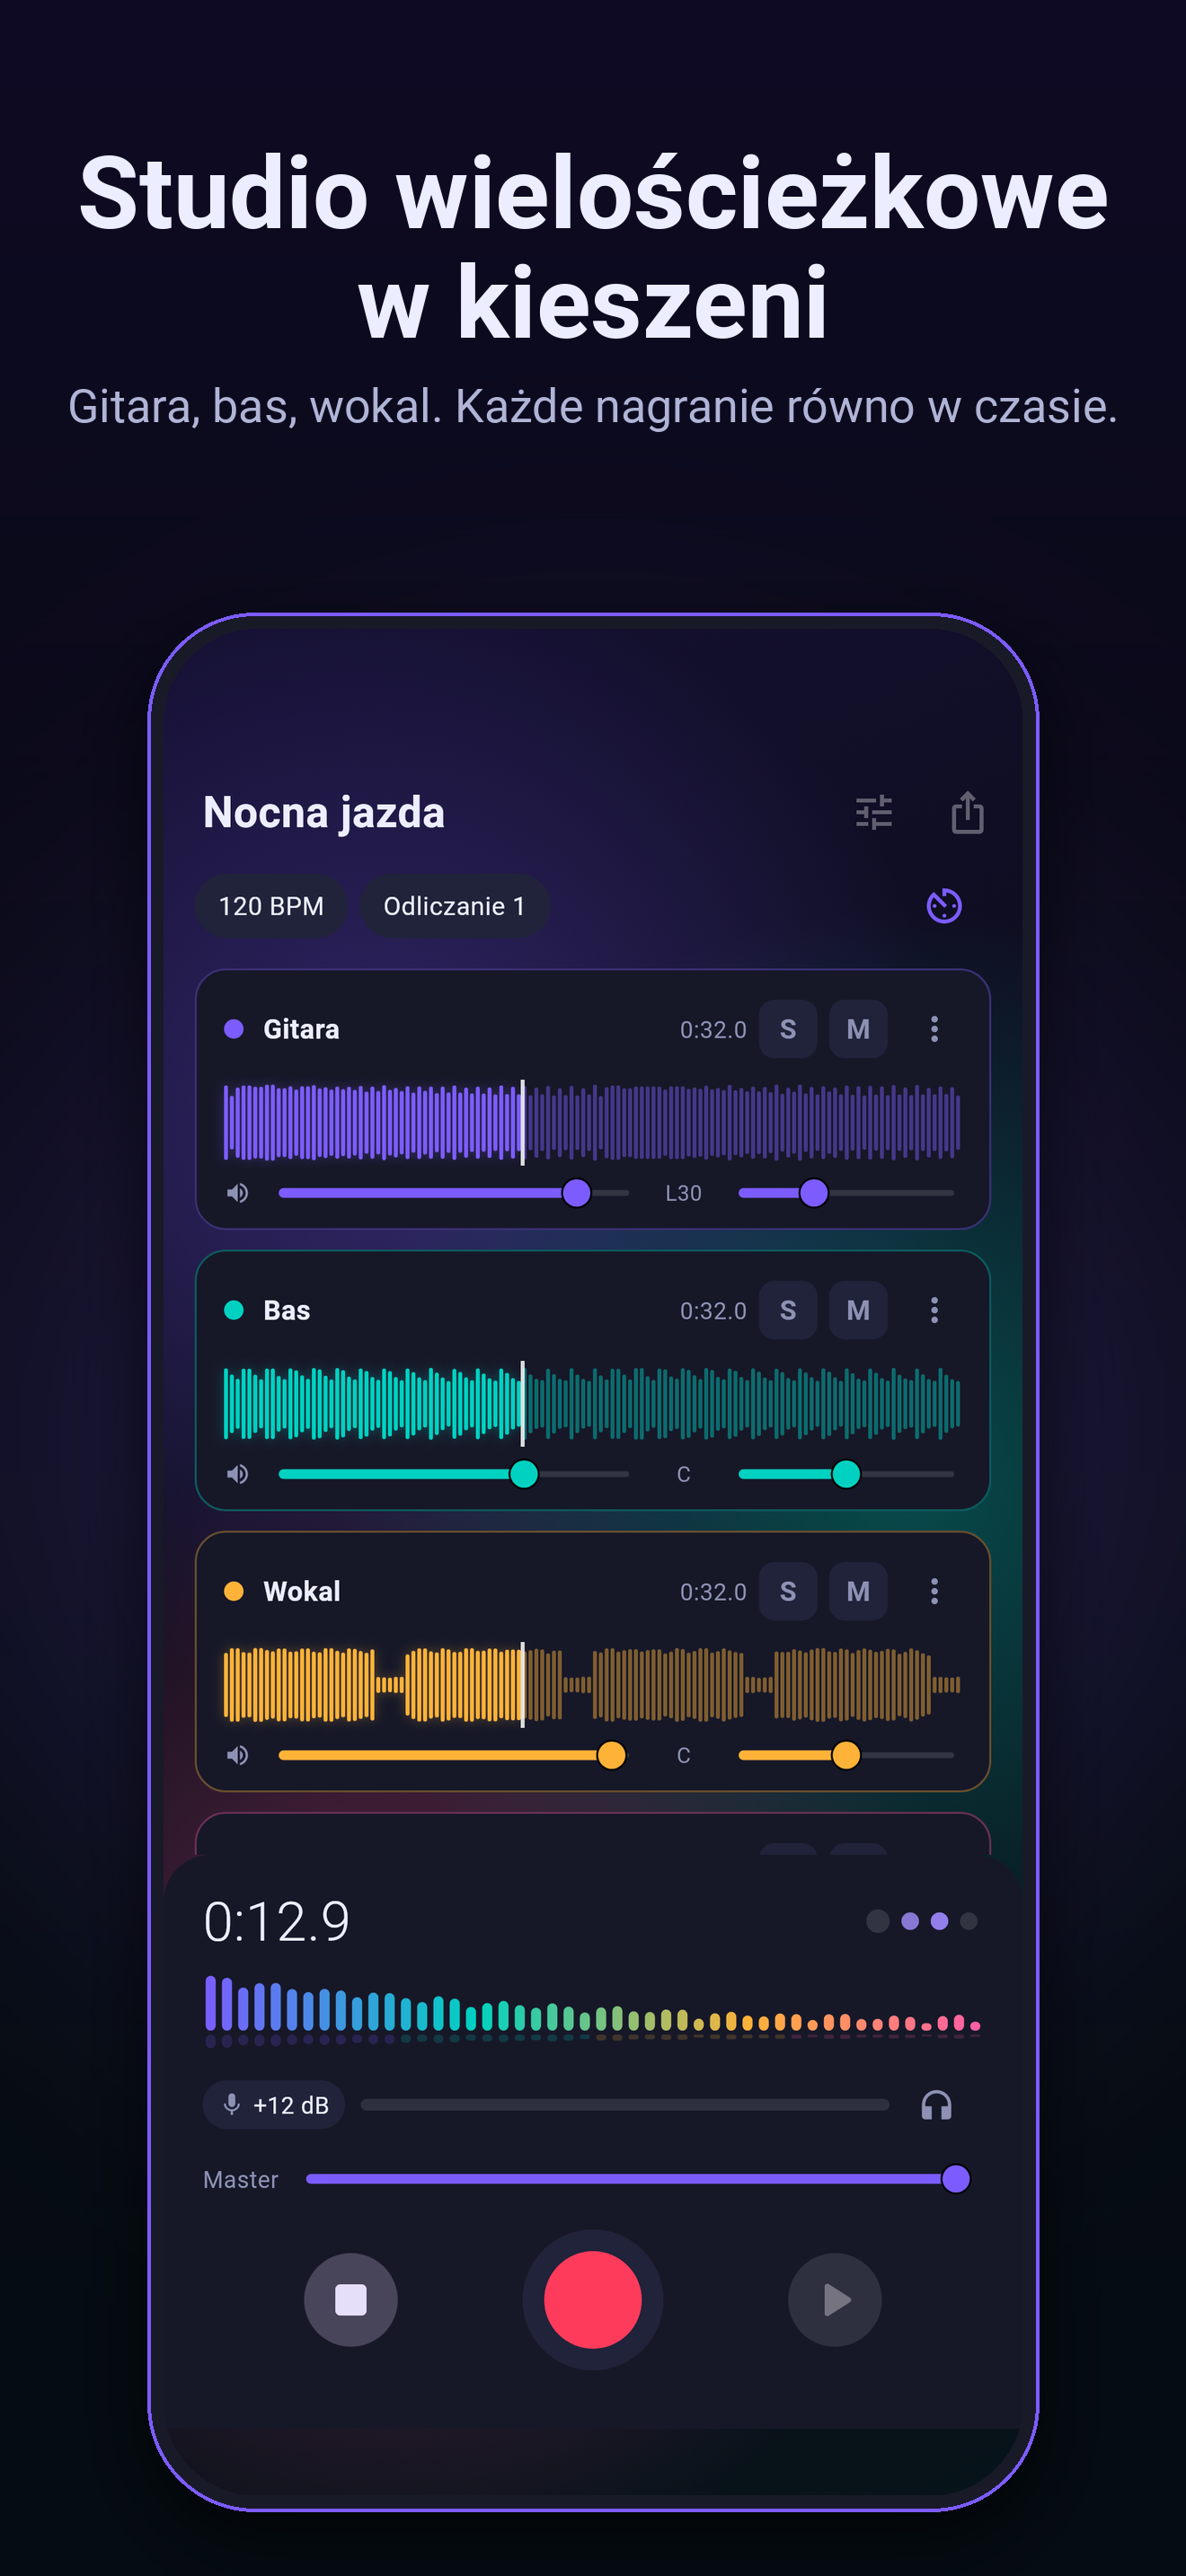 Studio wielościeżkowe
w kieszeni
Gitara, bas, wokal. Każde nagranie równo w czasie.
Nocna jazda
120 BPM
Odliczanie 1
Gitara
0:32.0
S
M
L30
Bas
0:32.0
S
M
C
Wokal
0:32.0
S
M
C
0:12.9
+12 dB
Master